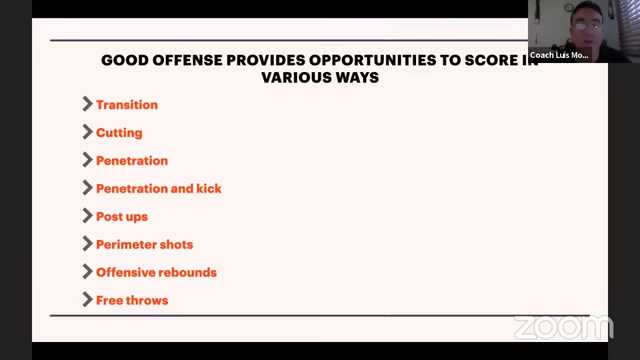 GOOD OFFENSE PROVIDES OPPORTUNITIES TO SCORE IN
VARIOUS WAYS
Coach Luis Mo...
Transition
Cutting
Penetration
Penetration and kick
Post ups
Perimeter shots
Offensive rebounds
Free throws
zoom